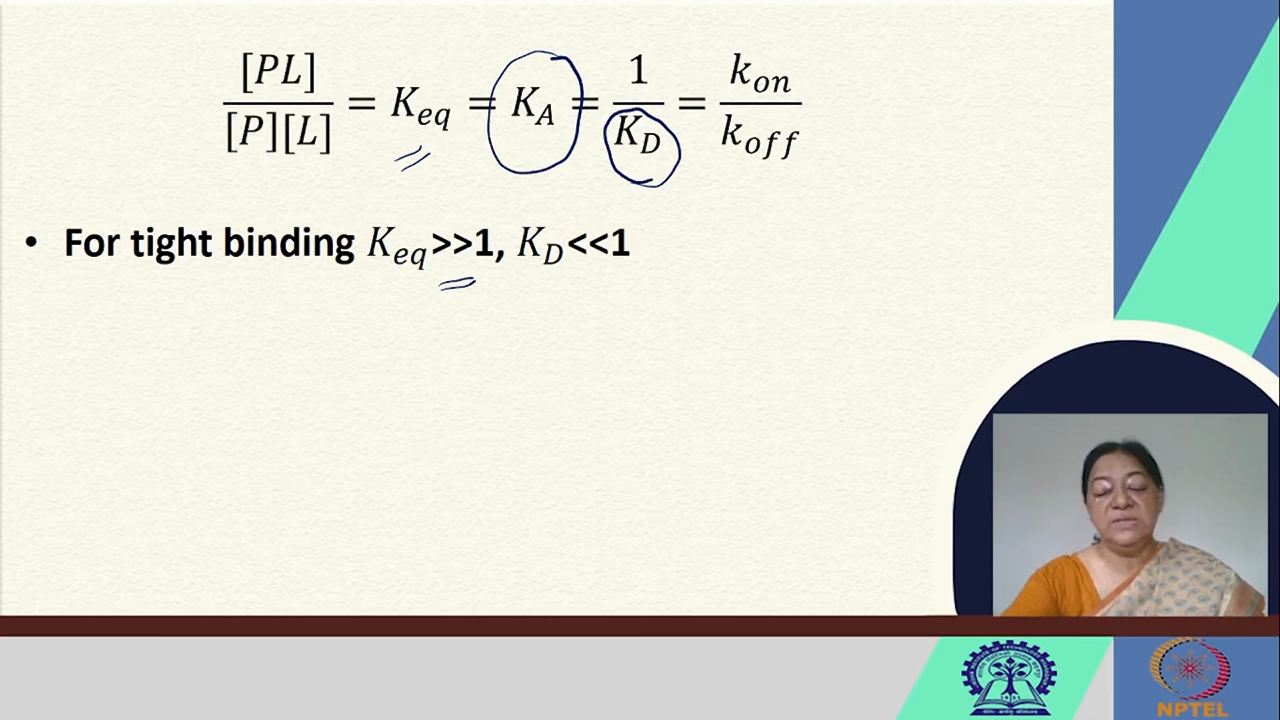 [PL] / [P][L] = K_eq = K_A = 1 / K_D = k_on / k_off
• For tight binding K_eq>>1, K_D<<1
NPTEL